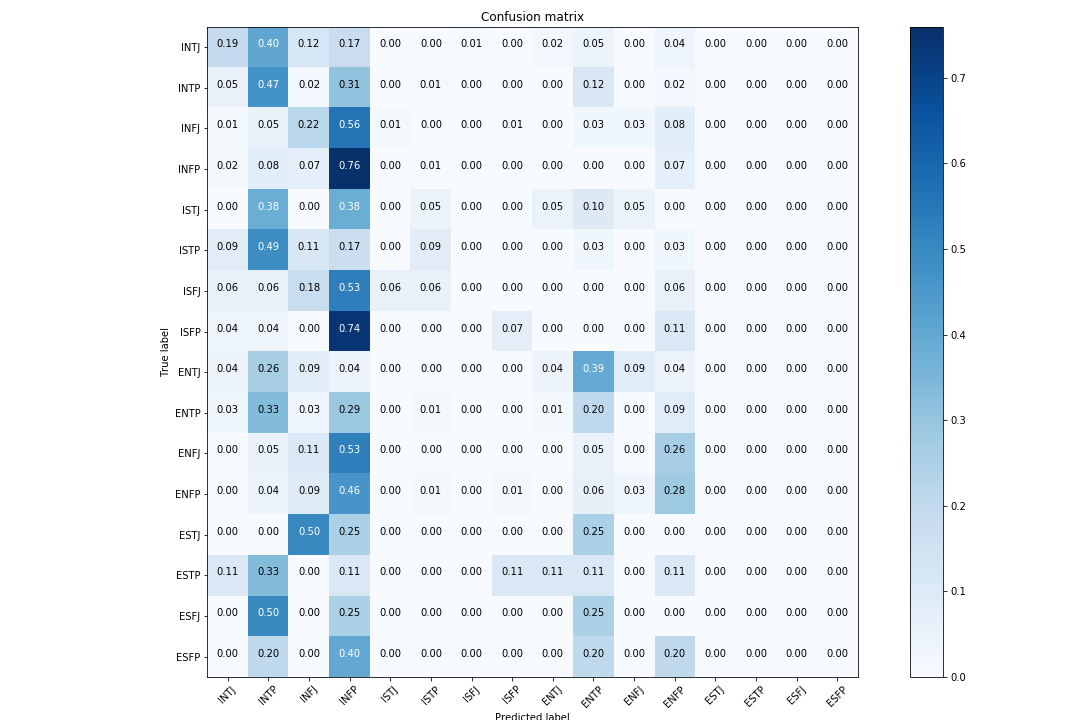 Confusion matrix
INTJ 0.19 0.40 0.12 0.17 0.00 0.00 0.01 0.00 0.02 0.05 0.00 0.04 0.00 0.00 0.00 0.00
INTP 0.05 0.47 0.02 0.31 0.00 0.01 0.00 0.00 0.00 0.12 0.00 0.02 0.00 0.00 0.00 0.00
INFJ 0.01 0.05 0.22 0.56 0.01 0.00 0.00 0.01 0.00 0.03 0.03 0.08 0.00 0.00 0.00 0.00
INFP 0.02 0.08 0.07 0.76 0.00 0.01 0.00 0.00 0.00 0.00 0.00 0.07 0.00 0.00 0.00 0.00
ISTJ 0.00 0.38 0.00 0.38 0.00 0.05 0.00 0.00 0.05 0.10 0.05 0.00 0.00 0.00 0.00 0.00
ISTP 0.09 0.49 0.11 0.17 0.00 0.09 0.00 0.00 0.00 0.03 0.00 0.03 0.00 0.00 0.00 0.00
ISFJ 0.06 0.06 0.18 0.53 0.06 0.06 0.00 0.00 0.00 0.00 0.00 0.06 0.00 0.00 0.00 0.00
ISFP 0.04 0.04 0.00 0.74 0.00 0.00 0.00 0.07 0.00 0.00 0.00 0.11 0.00 0.00 0.00 0.00
ENTJ 0.04 0.26 0.09 0.04 0.00 0.00 0.00 0.00 0.04 0.39 0.09 0.04 0.00 0.00 0.00 0.00
ENTP 0.03 0.33 0.03 0.29 0.00 0.01 0.00 0.00 0.01 0.20 0.00 0.09 0.00 0.00 0.00 0.00
ENFJ 0.00 0.05 0.11 0.53 0.00 0.00 0.00 0.00 0.00 0.05 0.00 0.26 0.00 0.00 0.00 0.00
ENFP 0.00 0.04 0.09 0.46 0.00 0.01 0.00 0.01 0.00 0.06 0.03 0.28 0.00 0.00 0.00 0.00
ESTJ 0.00 0.00 0.50 0.25 0.00 0.00 0.00 0.00 0.00 0.25 0.00 0.00 0.00 0.00 0.00 0.00
ESTP 0.11 0.33 0.00 0.11 0.00 0.00 0.00 0.11 0.11 0.11 0.00 0.11 0.00 0.00 0.00 0.00
ESFJ 0.00 0.50 0.00 0.25 0.00 0.00 0.00 0.00 0.00 0.25 0.00 0.00 0.00 0.00 0.00 0.00
ESFP 0.00 0.20 0.00 0.40 0.00 0.00 0.00 0.00 0.00 0.20 0.00 0.20 0.00 0.00 0.00 0.00
True label
INTJ INTP INFJ INFP ISTJ ISTP ISFJ ISFP ENTJ ENTP ENFJ ENFP ESTJ ESTP ESFJ ESFP
Predicted label
0.7
0.6
0.5
0.4
0.3
0.2
0.1
0.0